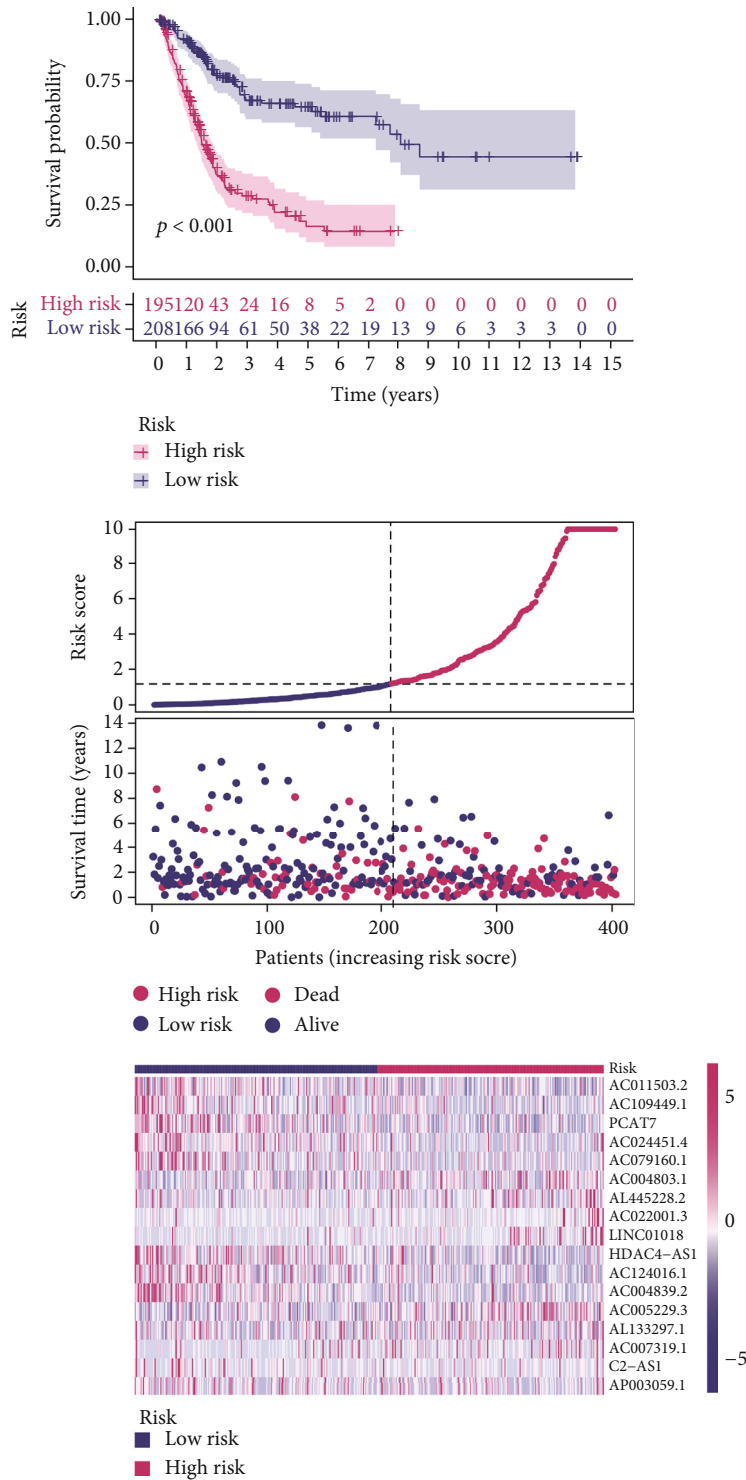 1.00
0.75
0.50
0.25
0.00
Survival probability
p < 0.001
Risk
High risk 195 120 43 24 16 8 5 2 0 0 0 0 0 0 0 0
Low risk 208 166 94 61 50 38 22 19 13 9 6 3 3 3 0 0
0 1 2 3 4 5 6 7 8 9 10 11 12 13 14 15
Time (years)
Risk
High risk
Low risk
10
8
6
4
2
0
Risk score
14
12
10
8
6
4
2
0
Survival time (years)
0 100 200 300 400
Patients (increasing risk socre)
High risk Dead
Low risk Alive
Risk
AC011503.2
AC109449.1
PCAT7
AC024451.4
AC079160.1
AC004803.1
AL445228.2
AC022001.3
LINC01018
HDAC4−AS1
AC124016.1
AC004839.2
AC005229.3
AL133297.1
AC007319.1
C2−AS1
AP003059.1
5
0
−5
Risk
Low risk
High risk